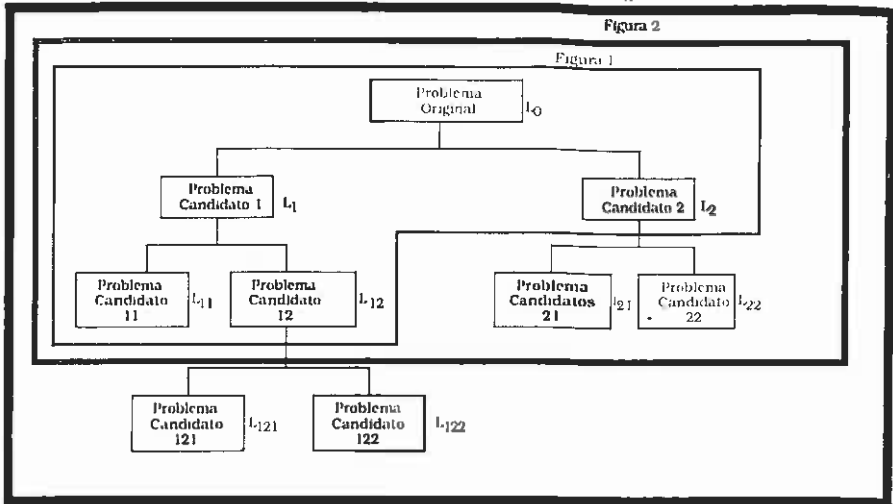 Figura 2
Figura 1
Problema
Original
L0
Problema
Candidato 1
L1
Problema
Candidato 2
L2
Problema
Candidato
11
L11
Problema
Candidato
12
L12
Problema
Candidatos
21
L21
Problema
Candidato
22
L22
Problema
Candidato
121
L121
Problema
Candidato
122
L122